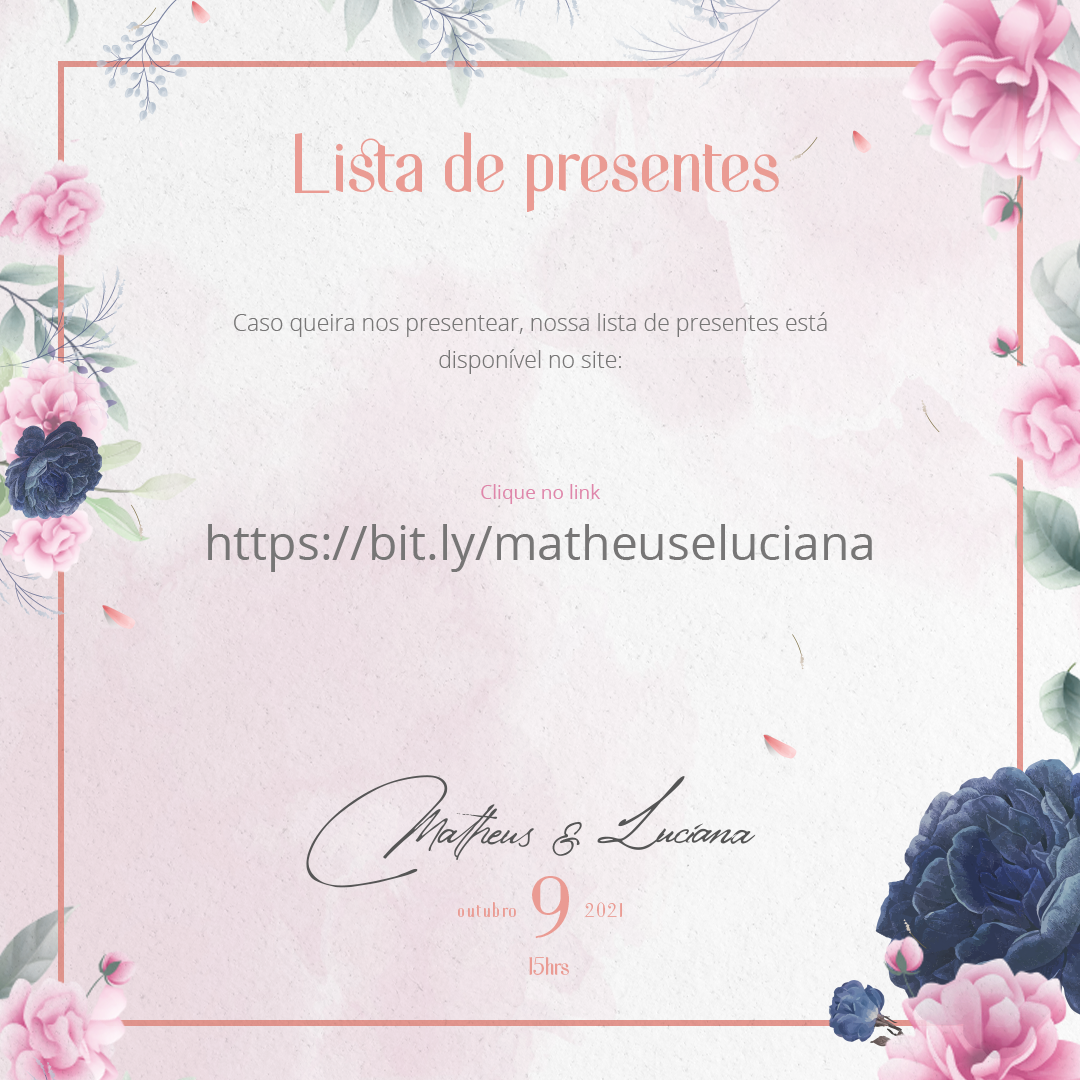 Lista de presentes
Caso queira nos presentear, nossa lista de presentes está
disponível no site:
Clique no link
https://bit.ly/matheuseluciana
Matheus & Luciana
outubro 9 2021
15hrs